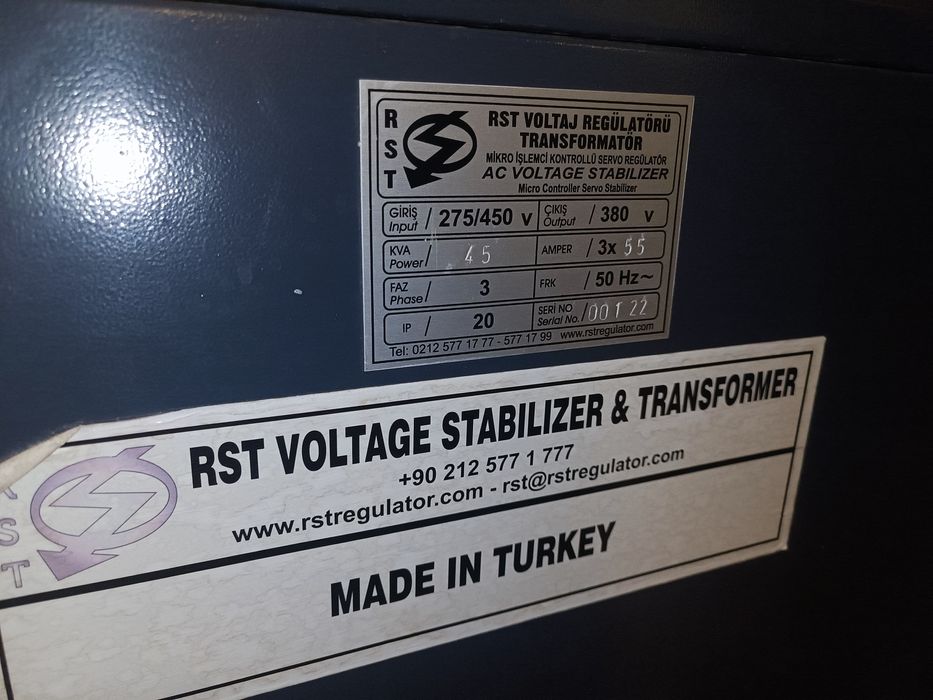 R
S
T
RST VOLTAJ REGÜLATÖRÜ
TRANSFORMATÖR
MİKRO İŞLEMCİ KONTROLLÜ SERVO REGÜLATÖR
AC VOLTAGE STABILIZER
Micro Controller Servo Stabilizer
GİRİŞ Input / 275/450 v ÇIKIŞ Output / 380 v
KVA Power / 45 AMPER / 3x 55
FAZ Phase / 3 FRK / 50 Hz~
IP / 20 SERİ NO Serial No. / 00122
Tel: 0212 577 17 77 - 577 17 99 www.rstregulator.com
R
S
T
RST VOLTAGE STABILIZER & TRANSFORMER
+90 212 577 1 777
www.rstregulator.com - rst@rstregulator.com
MADE IN TURKEY